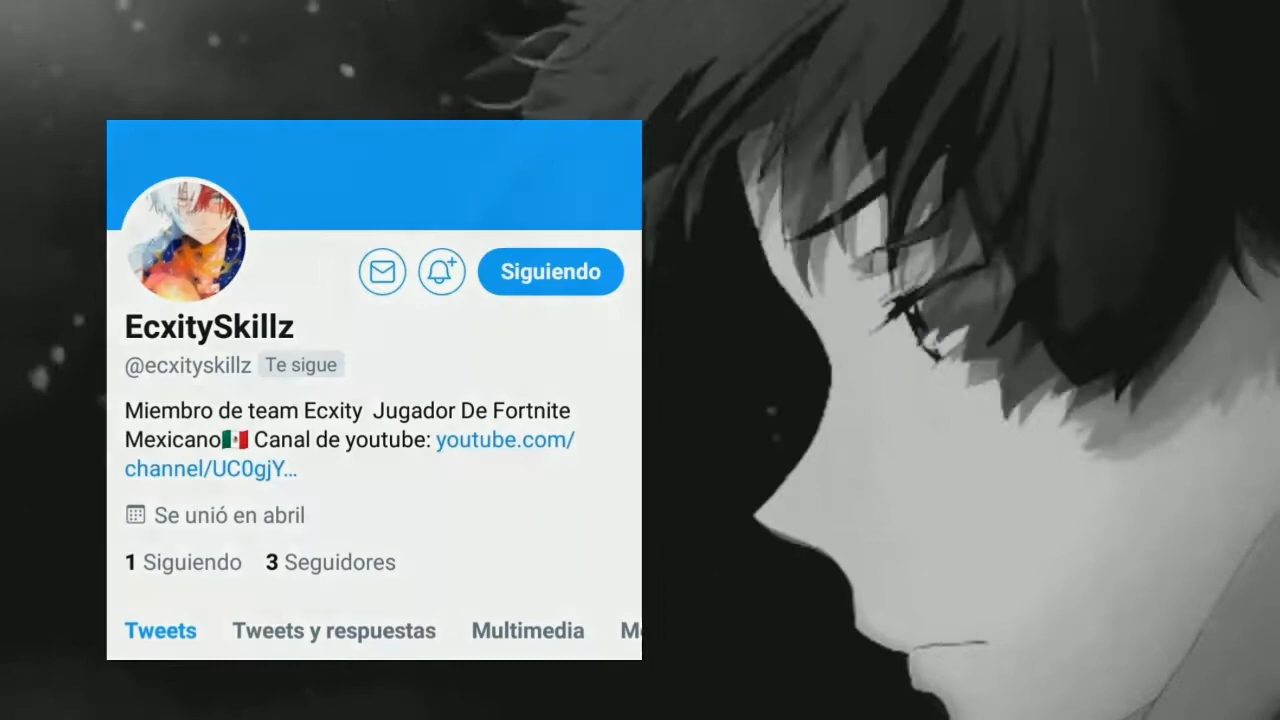 Siguiendo
EcxitySkillz
@ecxityskillz Te sigue
Miembro de team Ecxity Jugador De Fortnite
Mexicano🇲🇽 Canal de youtube: youtube.com/
channel/UC0gjY...
Se unió en abril
1 Siguiendo 3 Seguidores
Tweets Tweets y respuestas Multimedia